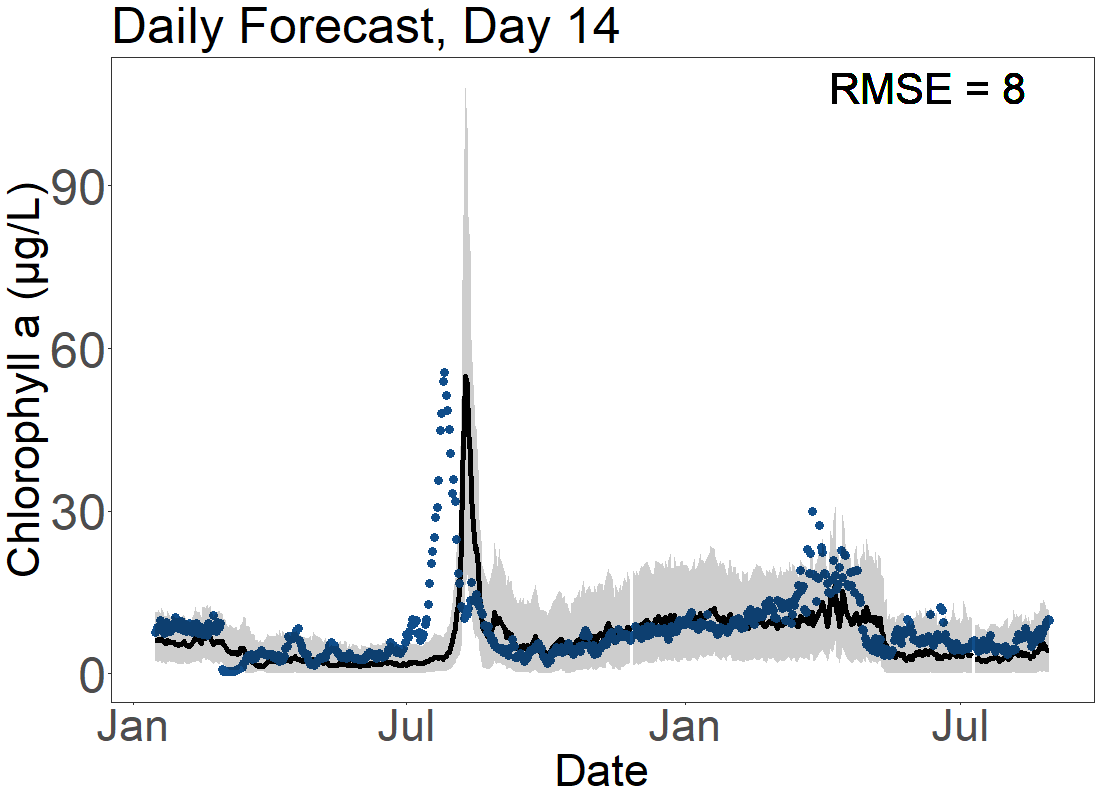 Daily Forecast, Day 14
RMSE = 8
Chlorophyll a (µg/L)
90
60
30
0
Jan
Jul
Jan
Jul
Date